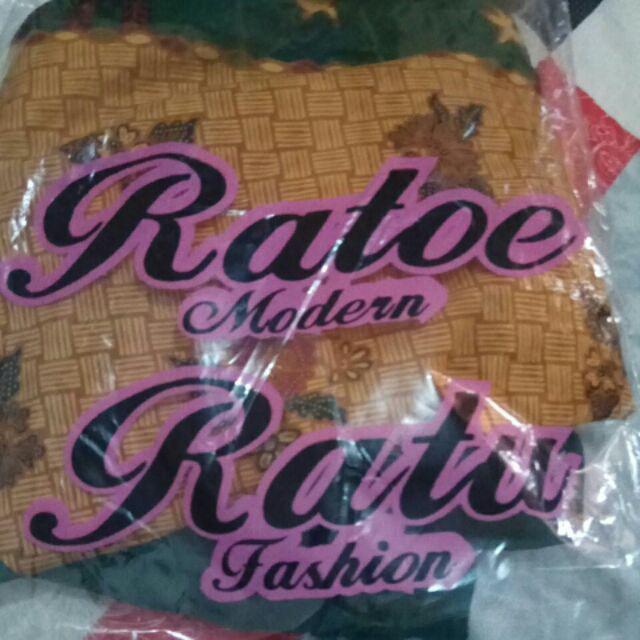 Ratoe
Modern
Ratu
Fashion